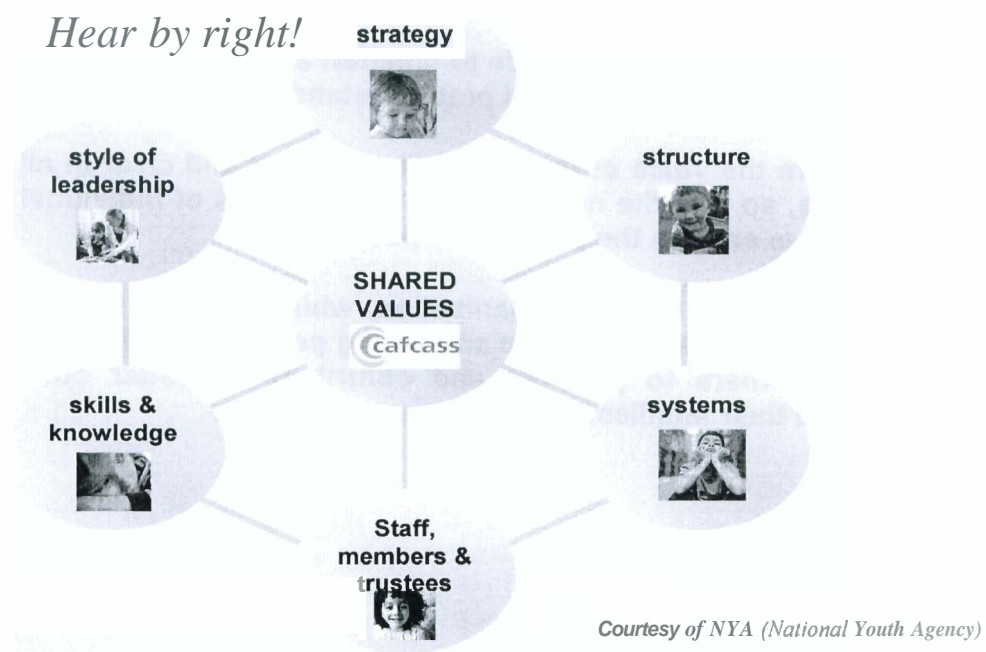 Hear by right!
strategy
style of
leadership
structure
SHARED
VALUES
cafcass
skills &
knowledge
systems
Staff,
members &
trustees
Courtesy of NYA (National Youth Agency)